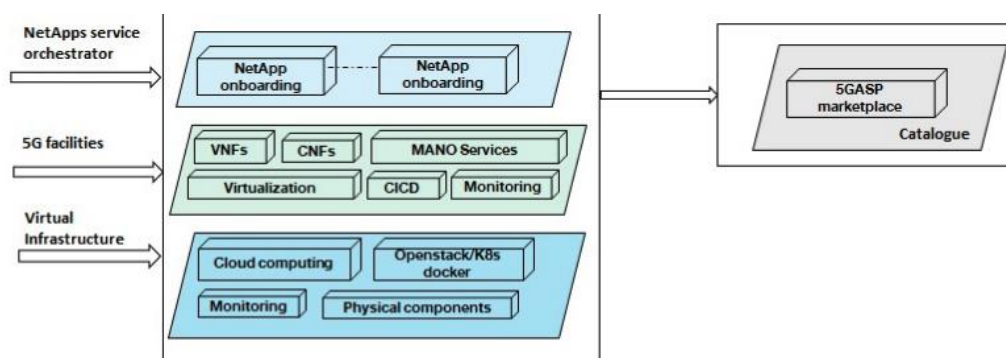 NetApps service
orchestrator
NetApp
onboarding
NetApp
onboarding
5G facilities
VNFs
CNFs
MANO Services
Virtualization
CICD
Monitoring
Virtual
Infrastructure
Cloud computing
Openstack/K8s
docker
Monitoring
Physical components
5GASP
marketplace
Catalogue